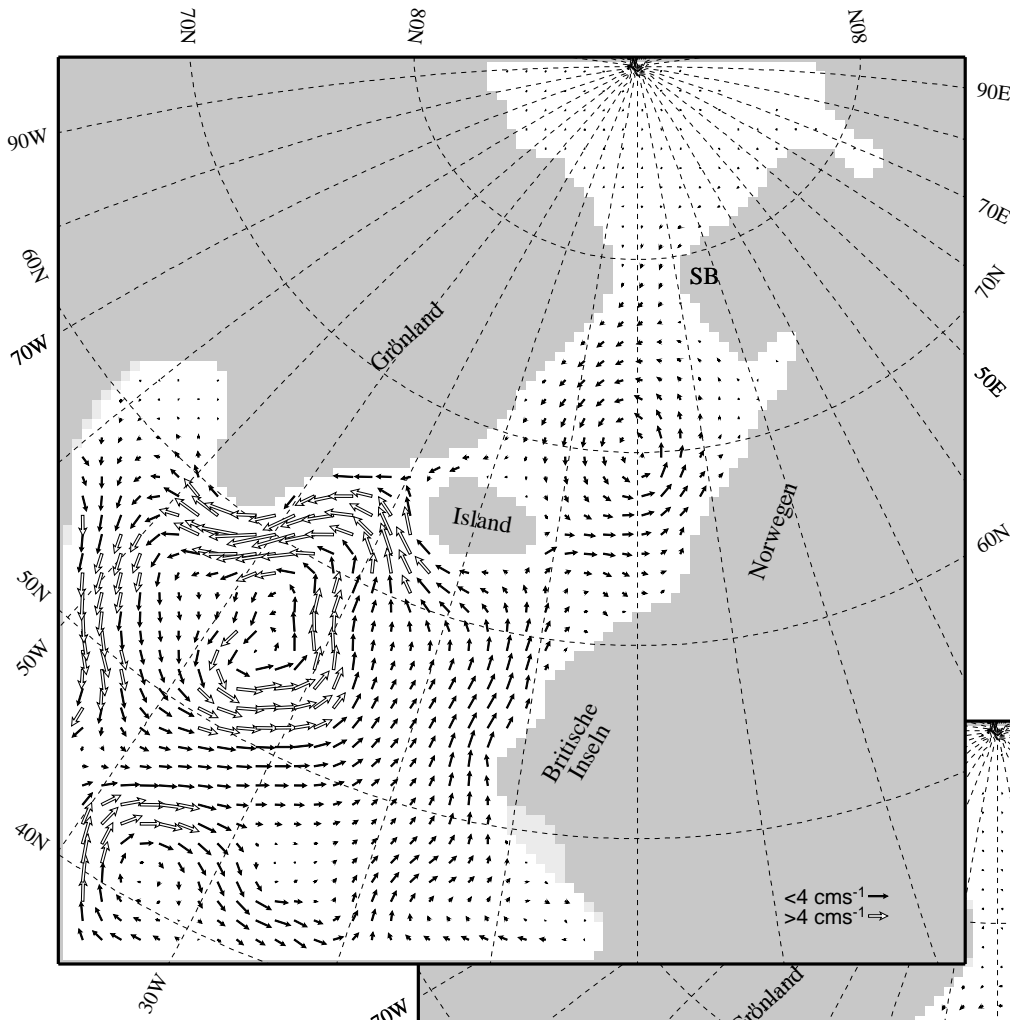 70N
80N
80N
90W
90E
70E
60N
SB
70N
Grönland
70W
50E
Island
Norwegen
60N
50N
50W
Britische
Inseln
40N
<4 cms-1
>4 cms-1
30W
70W
Grönland